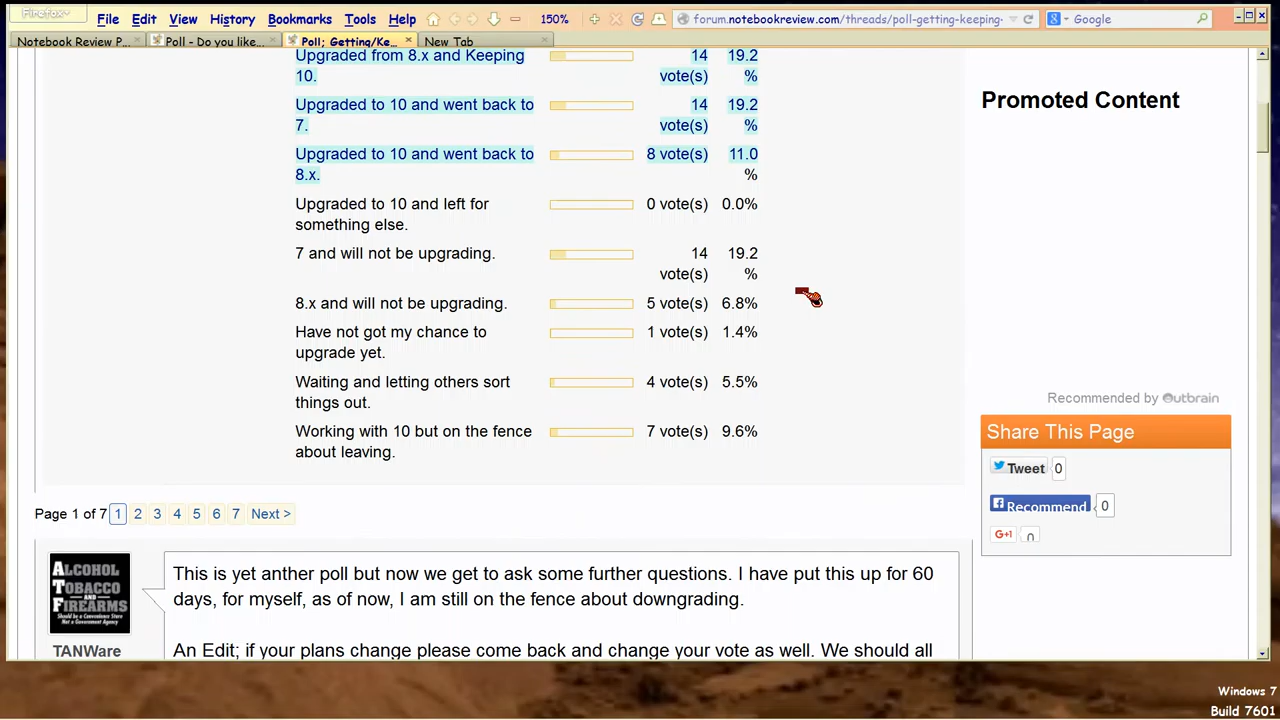 Firefox
File Edit View History Bookmarks Tools Help
150%
forum.notebookreview.com/threads/poll-getting-keeping-
Google
Notebook Review P...
Poll - Do you like...
Poll; Getting/Ke...
New Tab
Upgraded from 8.x and Keeping 14 19.2
10. vote(s) %
Upgraded to 10 and went back to 14 19.2
7. vote(s) %
Upgraded to 10 and went back to 8 vote(s) 11.0
8.x. %
Upgraded to 10 and left for 0 vote(s) 0.0%
something else.
7 and will not be upgrading. 14 19.2
vote(s) %
8.x and will not be upgrading. 5 vote(s) 6.8%
Have not got my chance to 1 vote(s) 1.4%
upgrade yet.
Waiting and letting others sort 4 vote(s) 5.5%
things out.
Working with 10 but on the fence 7 vote(s) 9.6%
about leaving.
Promoted Content
Recommended by Outbrain
Share This Page
Tweet 0
Recommend 0
G+1 0
Page 1 of 7 1 2 3 4 5 6 7 Next >
ALCOHOL
TOBACCO
AND
FIREARMS
Should be a Convenience Store
Not a Government Agency
TANWare
This is yet anther poll but now we get to ask some further questions. I have put this up for 60
days, for myself, as of now, I am still on the fence about downgrading.
An Edit; if your plans change please come back and change your vote as well. We should all
Windows 7
Build 7601